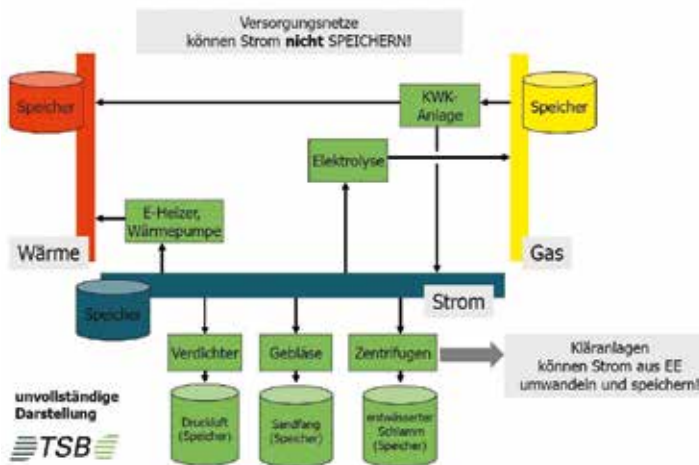 Versorgungsnetze
können Strom nicht SPEICHERN!
Speicher
KWK-
Anlage
Speicher
Elektrolyse
E-Heizer,
Wärmepumpe
Wärme
Gas
Speicher
Strom
Verdichter
Gebläse
Zentrifugen
Kläranlagen
können Strom aus EE
umwandeln und speichern!
unvollständige
Darstellung
Druckluft
(Speicher)
Sandfang
(Speicher)
entwässerter
Schlamm
(Speicher)
TSB